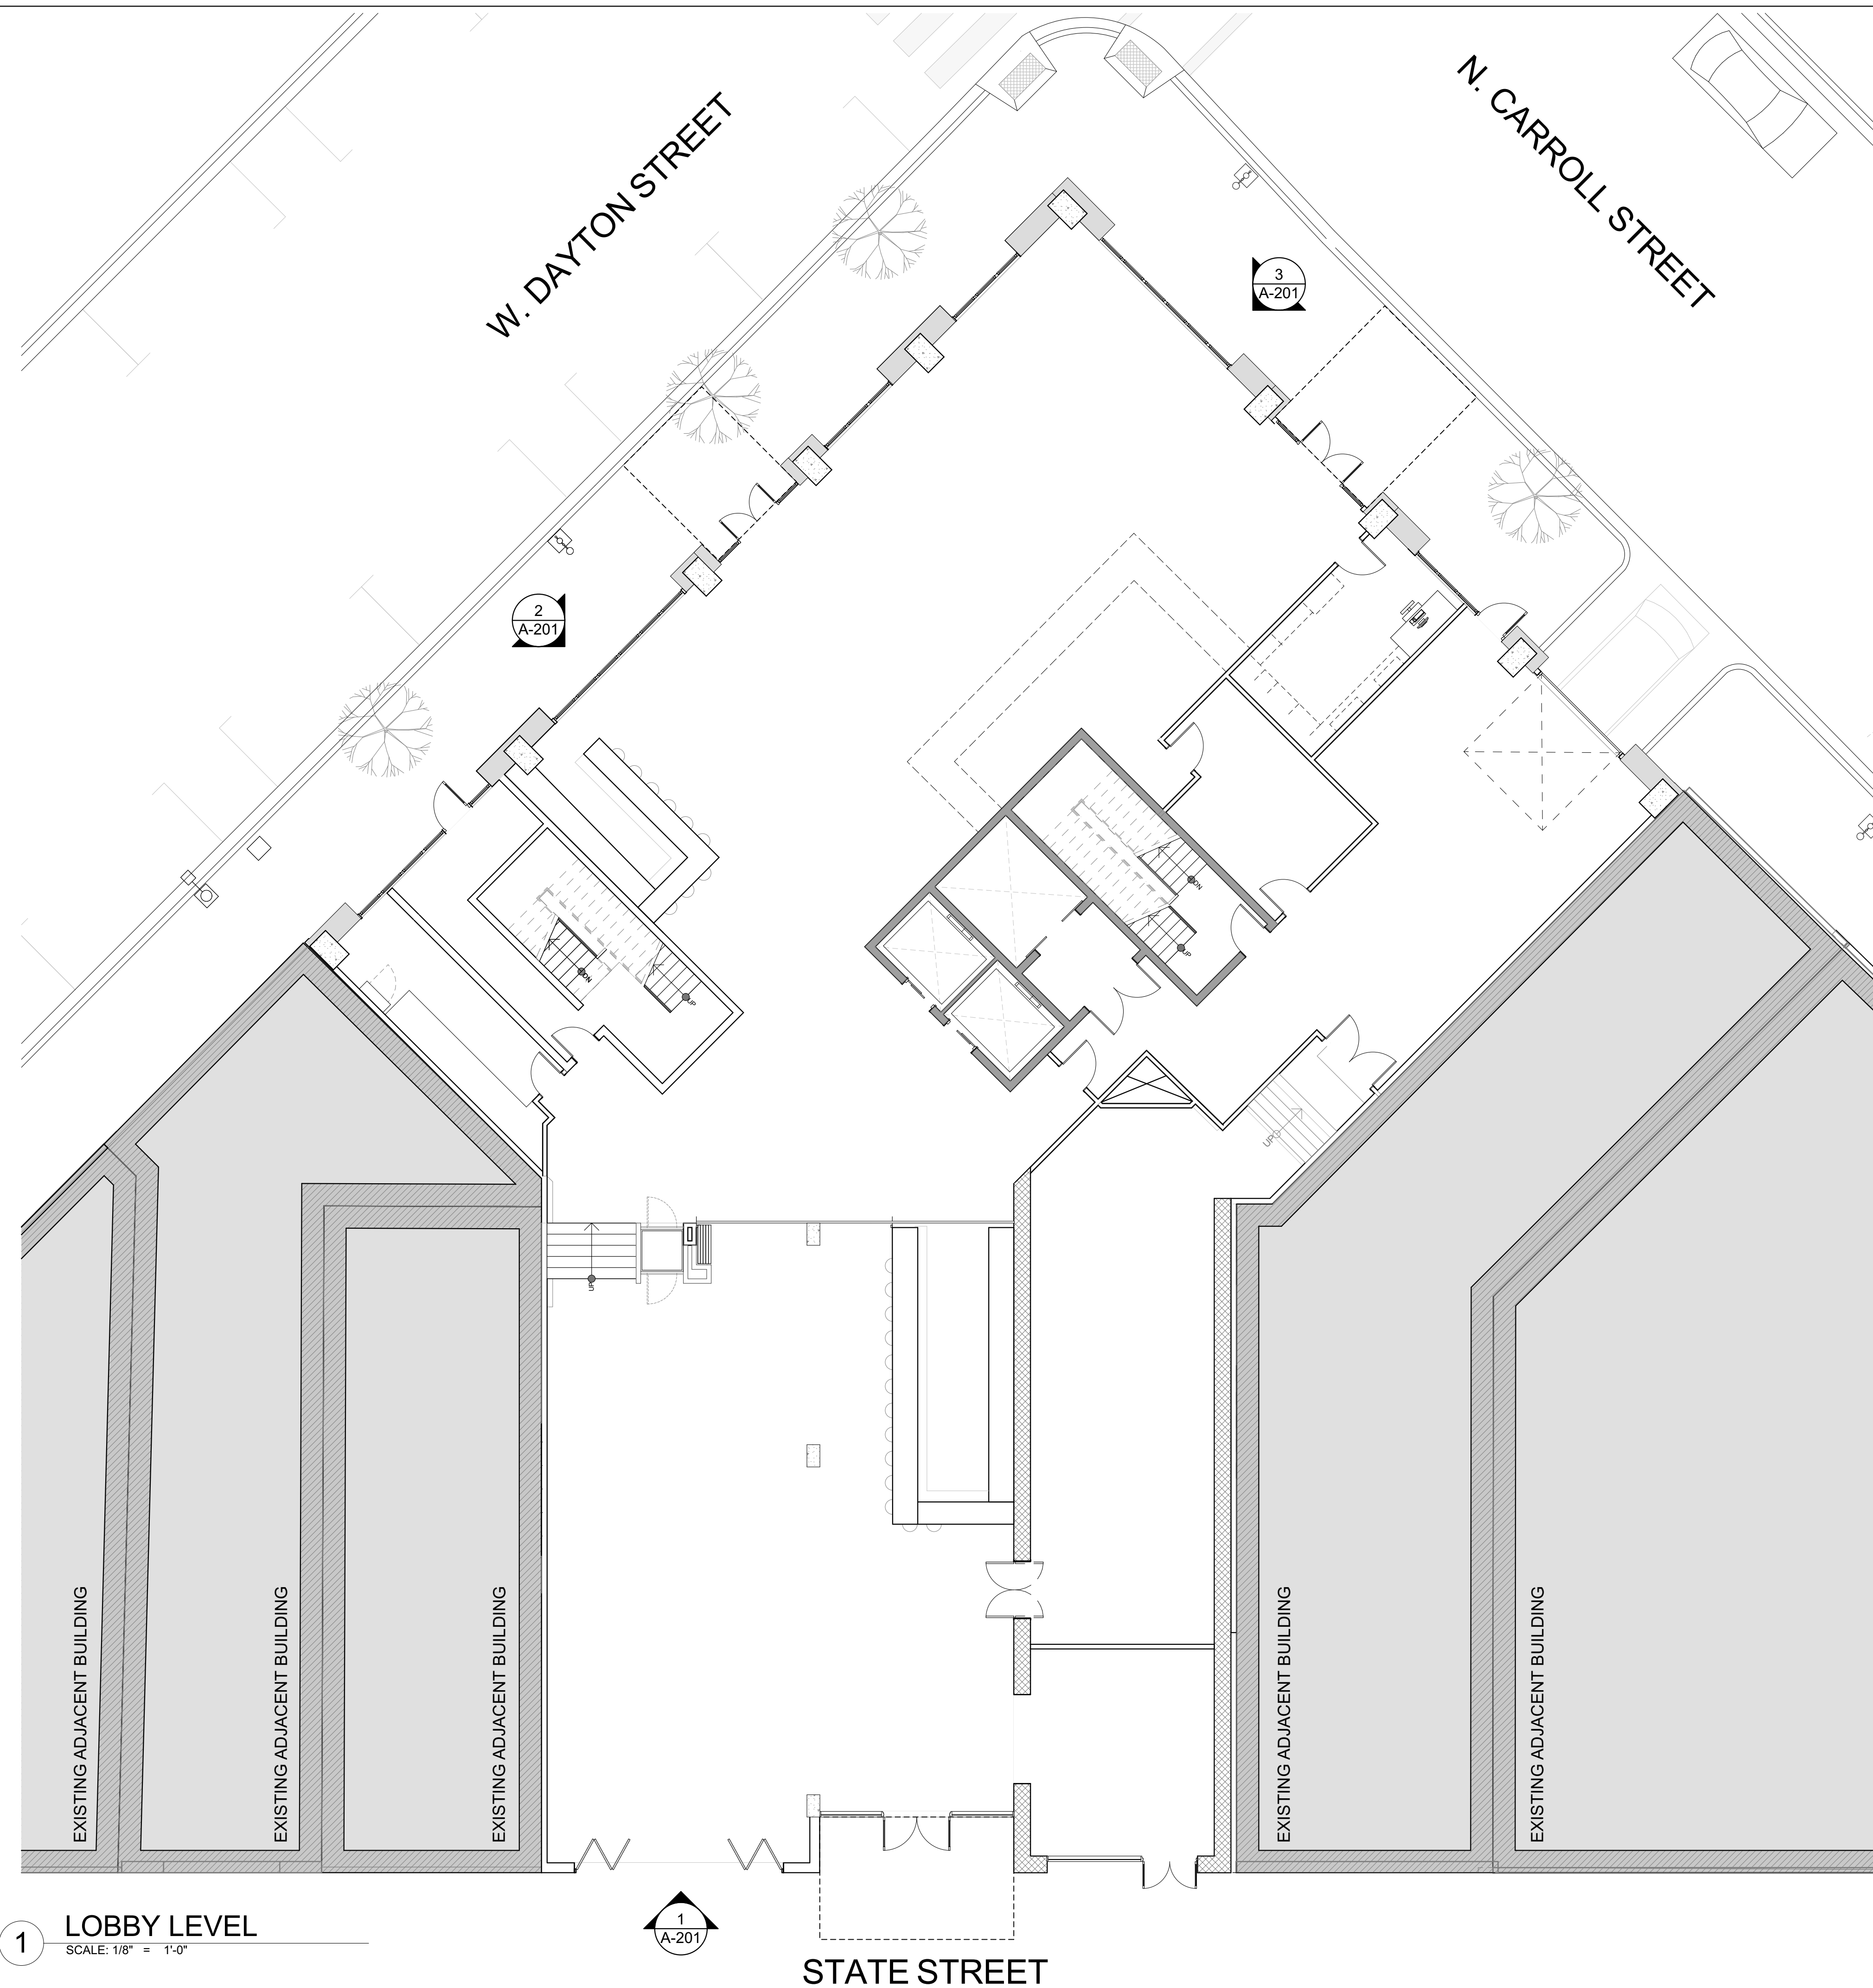 W. DAYTON STREET
N. CARROLL STREET
3
A-201
2
A-201
DN
UP
DN
UP
UP
UP
EXISTING ADJACENT BUILDING
EXISTING ADJACENT BUILDING
EXISTING ADJACENT BUILDING
EXISTING ADJACENT BUILDING
EXISTING ADJACENT BUILDING
1
A-201
1
LOBBY LEVEL
SCALE: 1/8" = 1'-0"
STATE STREET